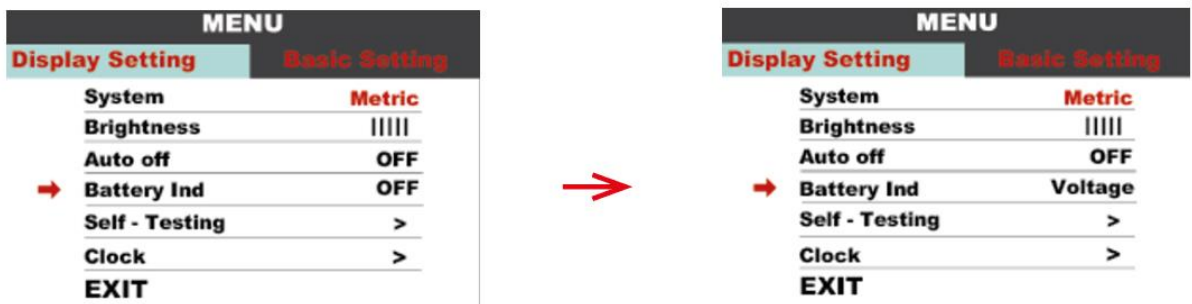 MENU
Display Setting Basic Setting
System Metric
Brightness |||||
Auto off OFF
Battery Ind OFF
Self - Testing >
Clock >
EXIT
MENU
Display Setting Basic Setting
System Metric
Brightness |||||
Auto off OFF
Battery Ind Voltage
Self - Testing >
Clock >
EXIT